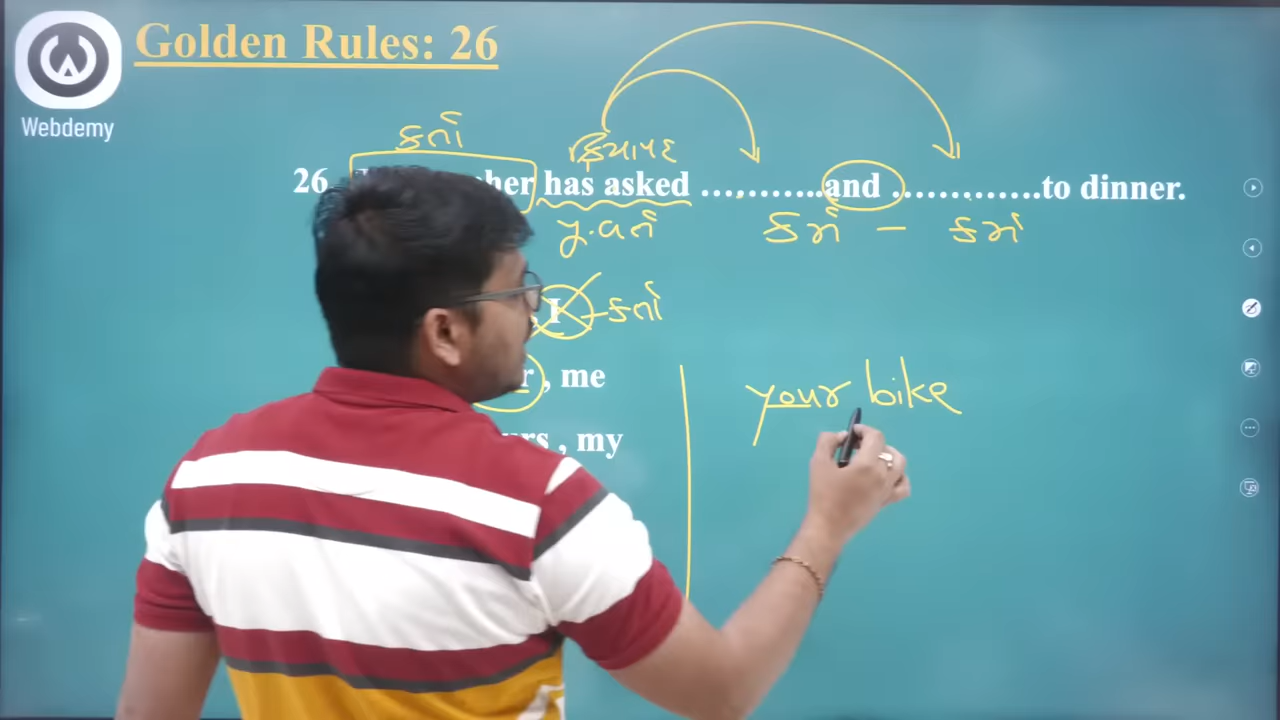 Golden Rules: 26
Webdemy
કર્તા
ક્રિયાપદ
26 has asked ............and ..............to dinner.
પૂ.વર્ત
કર્મ – કર્મ
I – કર્તા
, me
, my
your bike